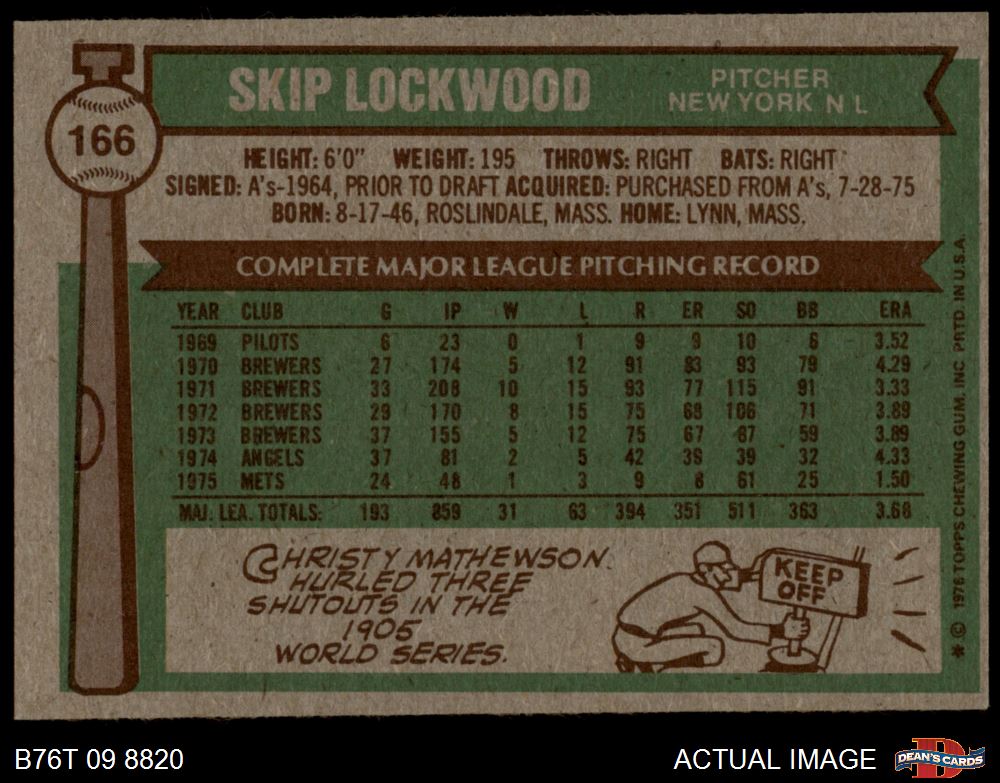 SKIP LOCKWOOD
PITCHER
NEW YORK N L
166
HEIGHT: 6'0" WEIGHT: 195 THROWS: RIGHT BATS: RIGHT
SIGNED: A's-1964, PRIOR TO DRAFT ACQUIRED: PURCHASED FROM A's, 7-28-75
BORN: 8-17-46, ROSLINDALE, MASS. HOME: LYNN, MASS.
COMPLETE MAJOR LEAGUE PITCHING RECORD
YEAR CLUB G IP W L R ER SO BB ERA
1969 PILOTS 6 23 0 1 9 9 10 6 3.52
1970 BREWERS 27 174 5 12 91 83 93 79 4.29
1971 BREWERS 33 208 10 15 93 77 115 91 3.33
1972 BREWERS 29 170 8 15 75 68 106 71 3.89
1973 BREWERS 37 155 5 12 75 67 87 59 3.89
1974 ANGELS 37 81 2 5 42 39 39 32 4.33
1975 METS 24 48 1 3 9 8 61 25 1.50
MAJ. LEA. TOTALS: 193 859 31 63 394 351 511 363 3.68
CHRISTY MATHEWSON
HURLED THREE
SHUTOUTS IN THE
1905
WORLD SERIES.
KEEP
OFF
* © 1976 TOPPS CHEWING GUM, INC. PRTD. IN U.S.A.
B76T 09 8820
ACTUAL IMAGE
D
DEAN'S CARDS